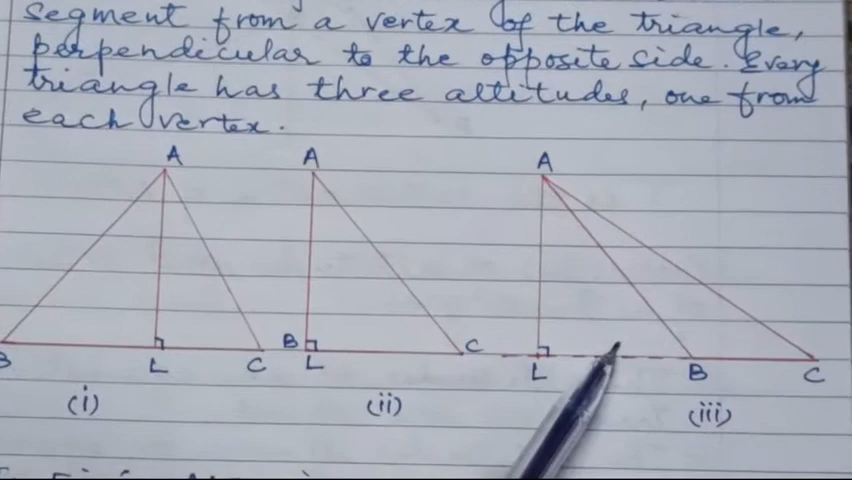 segment from a vertex of the triangle,
perpendicular to the opposite side. Every
triangle has three altitudes, one from
each vertex.
A A A
B L C B L C L B C
(i) (ii) (iii)